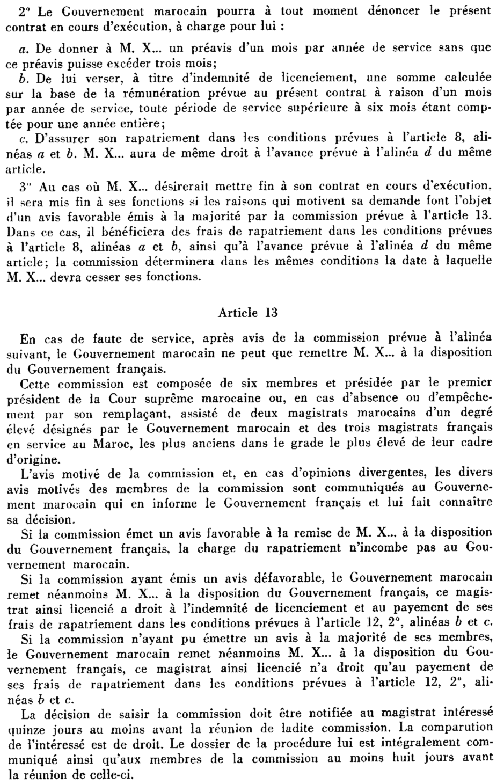 2° Le Gouvernement marocain pourra à tout moment dénoncer le présent
contrat en cours d'exécution, à charge pour lui :
a. De donner à M. X... un préavis d'un mois par année de service sans que
ce préavis puisse excéder trois mois;
b. De lui verser, à titre d'indemnité de licenciement, une somme calculée
sur la base de la rémunération prévue au présent contrat à raison d'un mois
par année de service, toute période de service supérieure à six mois étant comp-
tée pour une année entière;
c. D'assurer son rapatriement dans les conditions prévues à l'article 8, ali-
néas a et b. M. X... aura de même droit à l'avance prévue à l'alinéa d du même
article.
3° Au cas où M. X... désirerait mettre fin à son contrat en cours d'exécution,
il sera mis fin à ses fonctions si les raisons qui motivent sa demande font l'objet
d'un avis favorable émis à la majorité par la commission prévue à l'article 13.
Dans ce cas, il bénéficiera des frais de rapatriement dans les conditions prévues
à l'article 8, alinéas a et b, ainsi qu'à l'avance prévue à l'alinéa d du même
article; la commission déterminera dans les mêmes conditions la date à laquelle
M. X... devra cesser ses fonctions.
Article 13
En cas de faute de service, après avis de la commission prévue à l'alinéa
suivant, le Gouvernement marocain ne peut que remettre M. X... à la disposition
du Gouvernement français.
Cette commission est composée de six membres et présidée par le premier
président de la Cour suprême marocaine ou, en cas d'absence ou d'empêche-
ment par son remplaçant, assisté de deux magistrats marocains d'un degré
élevé désignés par le Gouvernement marocain et des trois magistrats français
en service au Maroc, les plus anciens dans le grade le plus élevé de leur cadre
d'origine.
L'avis motivé de la commission et, en cas d'opinions divergentes, les divers
avis motivés des membres de la commission sont communiqués au Gouverne-
ment marocain qui en informe le Gouvernement français et lui fait connaître
sa décision.
Si la commission émet un avis favorable à la remise de M. X... à la disposition
du Gouvernement français, la charge du rapatriement n'incombe pas au Gou-
vernement marocain.
Si la commission ayant émis un avis défavorable, le Gouvernement marocain
remet néanmoins M. X... à la disposition du Gouvernement français, ce magis-
trat ainsi licencié a droit à l'indemnité de licenciement et au payement de ses
frais de rapatriement dans les conditions prévues à l'article 12, 2°, alinéas b et c.
Si la commission n'ayant pu émettre un avis à la majorité de ses membres,
le Gouvernement marocain remet néanmoins M. X... à la disposition du Gou-
vernement français, ce magistrat ainsi licencié n'a droit qu'au payement de
ses frais de rapatriement dans les conditions prévues à l'article 12, 2°, ali-
néas b et c.
La décision de saisir la commission doit être notifiée au magistrat intéressé
quinze jours au moins avant la réunion de ladite commission. La comparution
de l'intéressé est de droit. Le dossier de la procédure lui est intégralement com-
muniqué ainsi qu'aux membres de la commission au moins huit jours avant
la réunion de celle-ci.